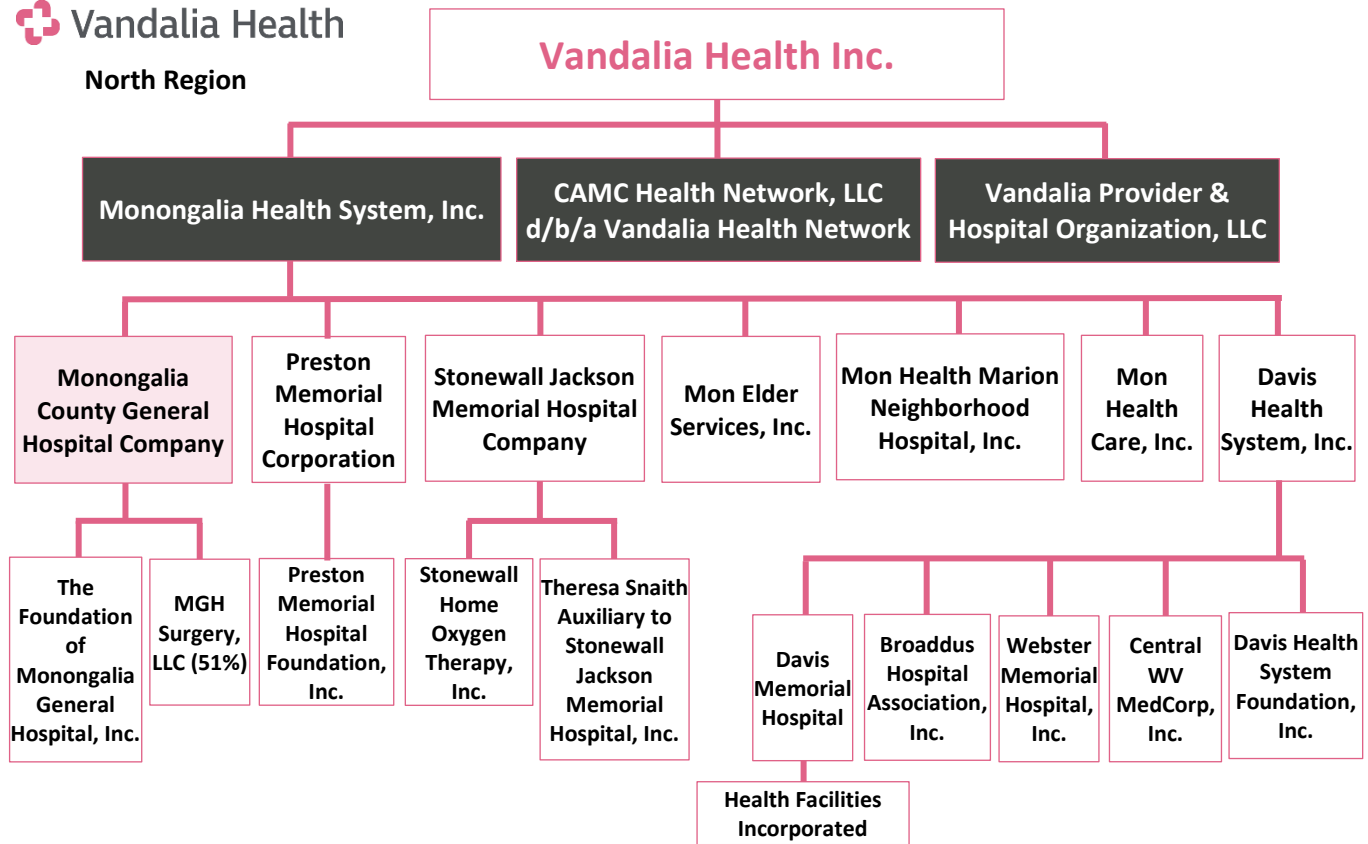 Vandalia Health
North Region
Vandalia Health Inc.
Monongalia Health System, Inc.
CAMC Health Network, LLC
d/b/a Vandalia Health Network
Vandalia Provider &
Hospital Organization, LLC
Monongalia
County General
Hospital Company
Preston
Memorial
Hospital
Corporation
Stonewall Jackson
Memorial Hospital
Company
Mon Elder
Services, Inc.
Mon Health Marion
Neighborhood
Hospital, Inc.
Mon
Health
Care, Inc.
Davis
Health
System, Inc.
The
Foundation
of
Monongalia
General
Hospital, Inc.
MGH
Surgery,
LLC (51%)
Preston
Memorial
Hospital
Foundation,
Inc.
Stonewall
Home
Oxygen
Therapy,
Inc.
Theresa Snaith
Auxiliary to
Stonewall
Jackson
Memorial
Hospital, Inc.
Davis
Memorial
Hospital
Broaddus
Hospital
Association,
Inc.
Webster
Memorial
Hospital,
Inc.
Central
WV
MedCorp,
Inc.
Davis Health
System
Foundation,
Inc.
Health Facilities
Incorporated